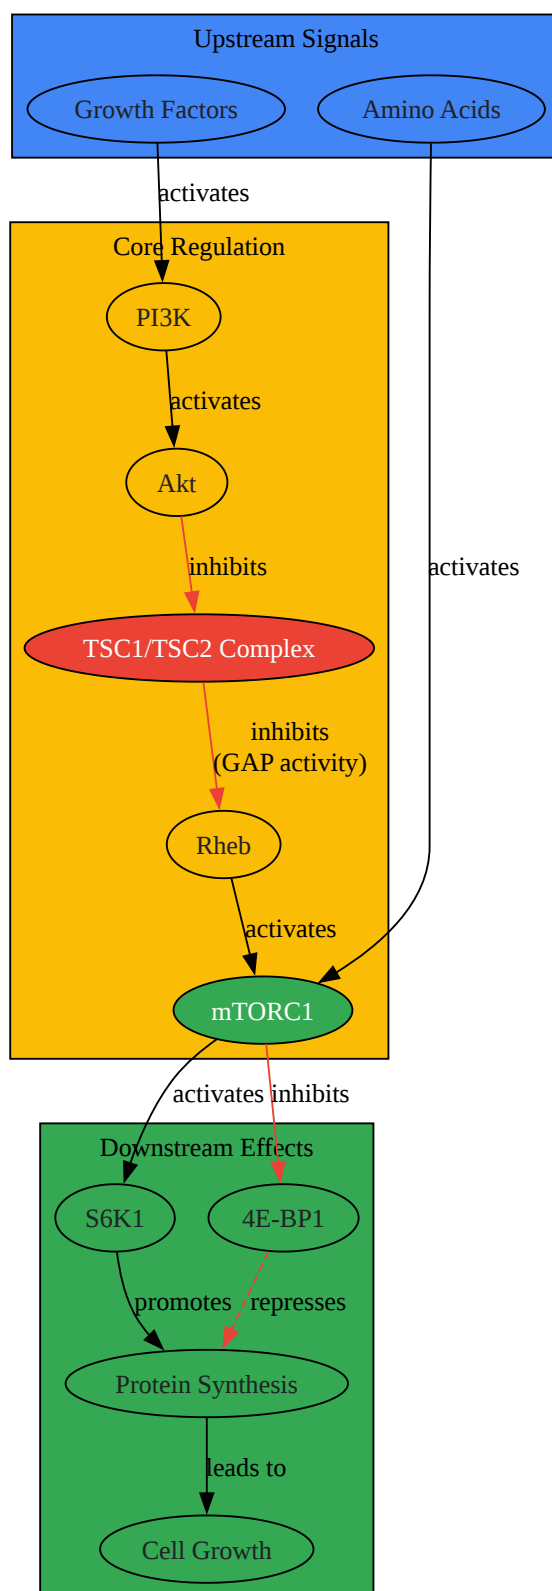 Upstream Signals
Growth Factors
Amino Acids
activates
Core Regulation
PI3K
activates
Akt
inhibits
activates
TSC1/TSC2 Complex
inhibits
(GAP activity)
Rheb
activates
mTORC1
activates
inhibits
Downstream Effects
S6K1
4E-BP1
promotes
represses
Protein Synthesis
leads to
Cell Growth